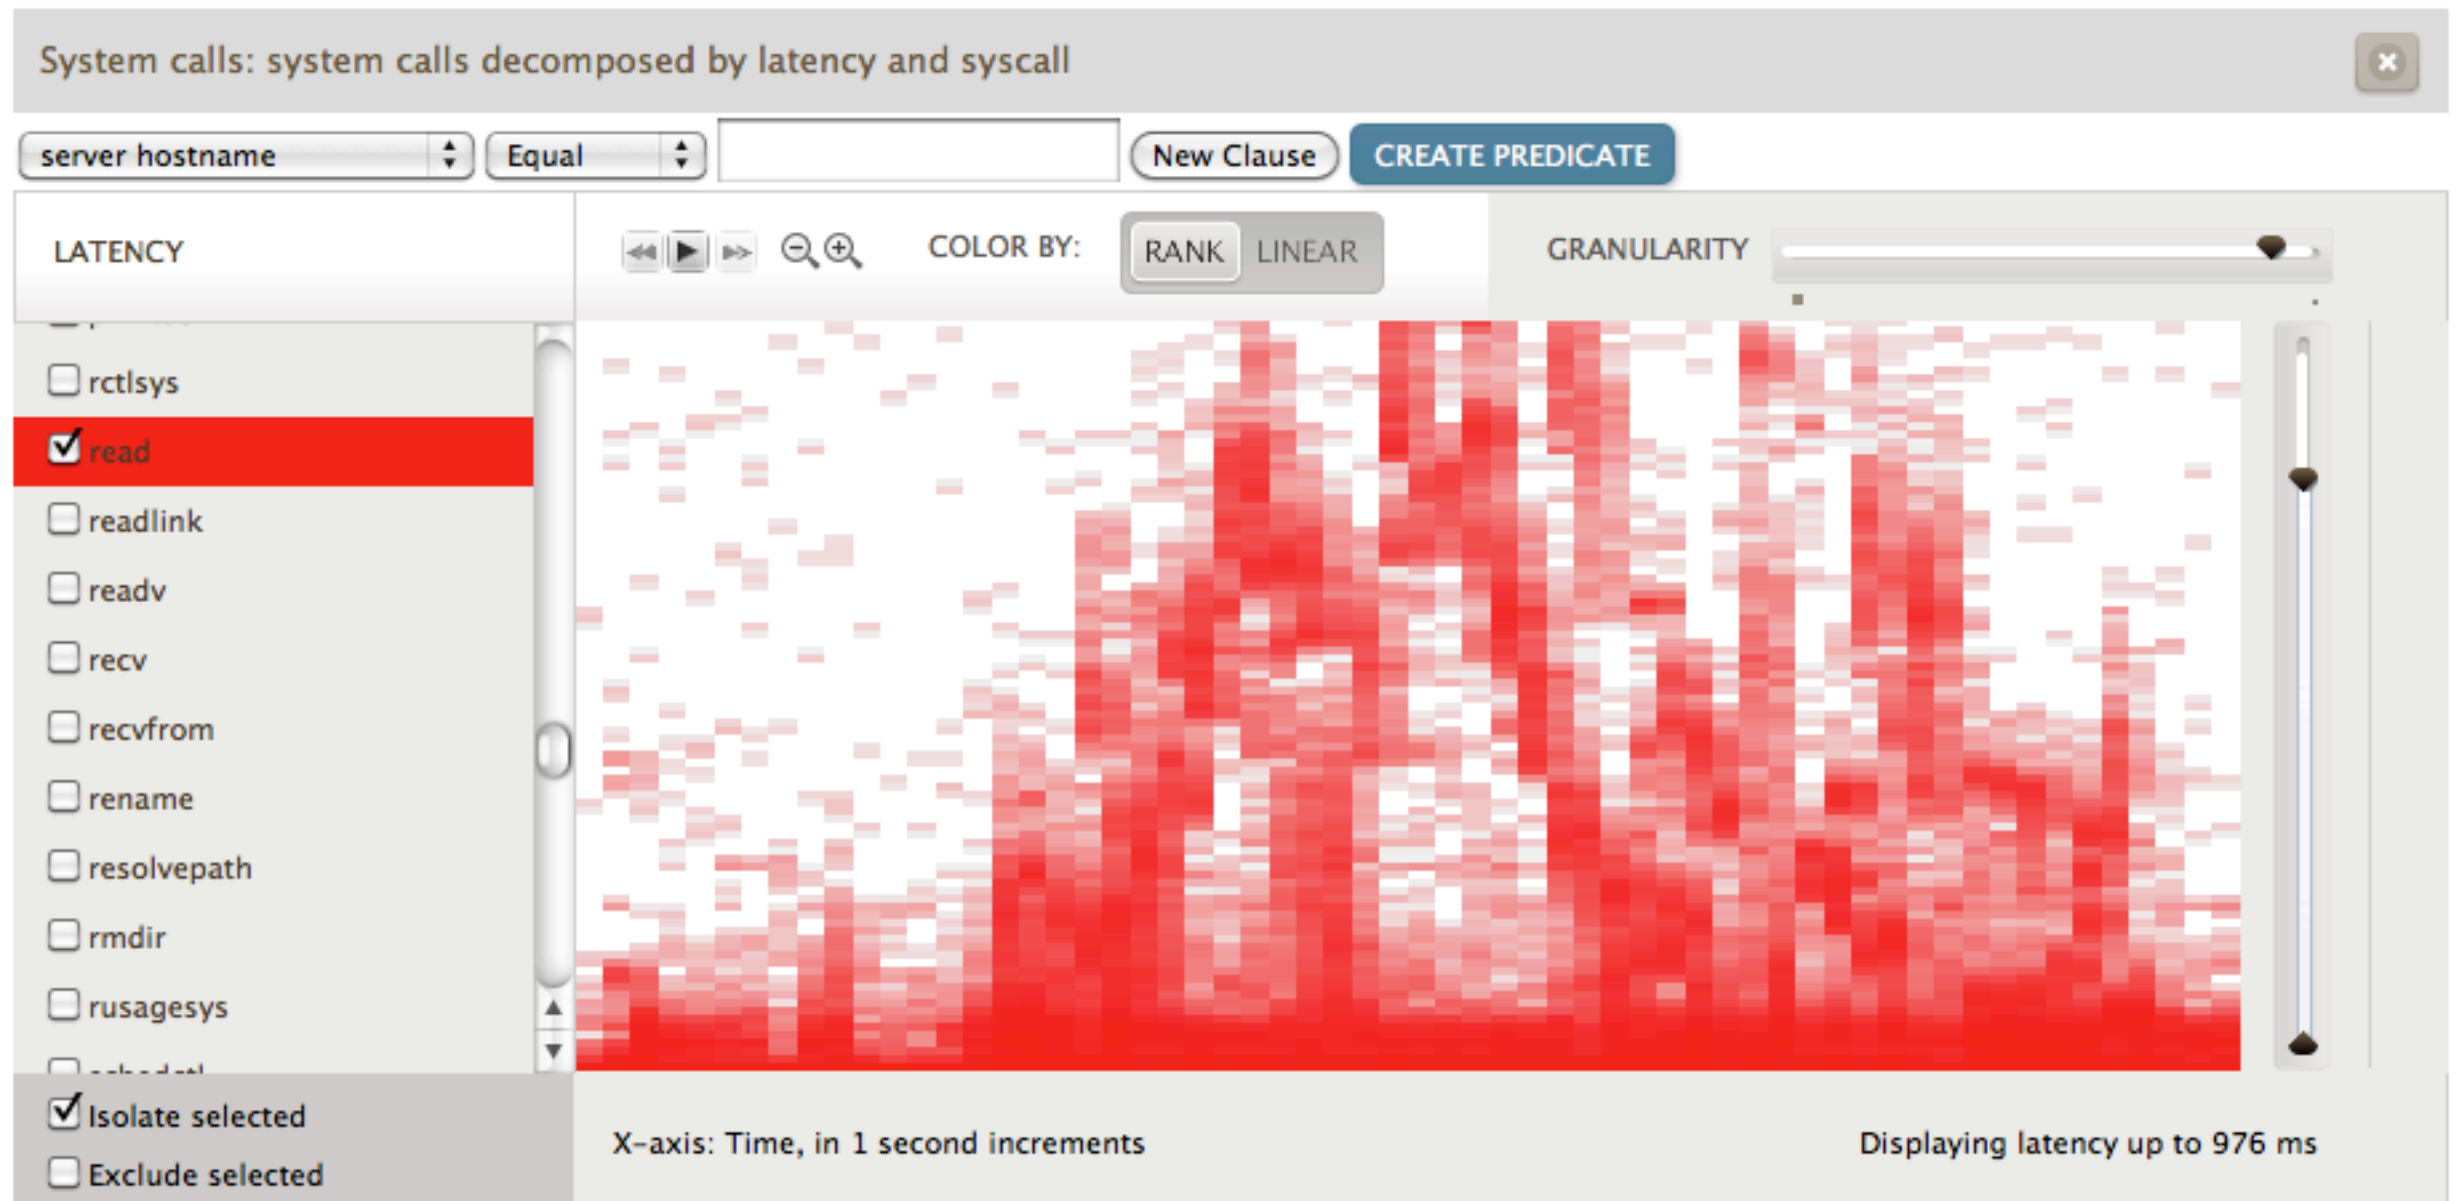 System calls: system calls decomposed by latency and syscall
server hostname Equal New Clause CREATE PREDICATE
LATENCY COLOR BY: RANK LINEAR GRANULARITY
rctlsys
read
readlink
readv
recv
recvfrom
rename
resolvepath
rmdir
rusagesys
Isolate selected
Exclude selected
X-axis: Time, in 1 second increments
Displaying latency up to 976 ms